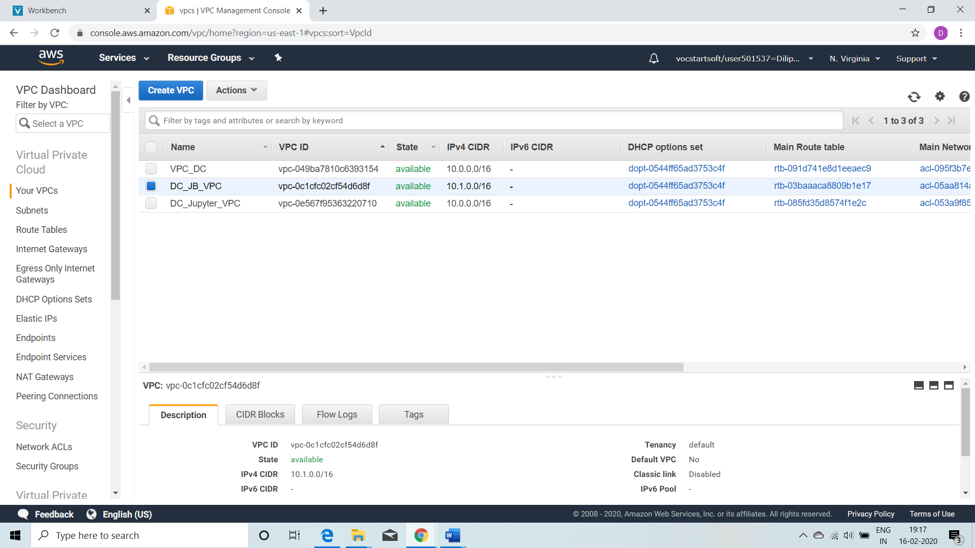 Workbench
vpcs | VPC Management Console
console.aws.amazon.com/vpc/home?region=us-east-1#vpcs:sort=VpcId
D
aws
Services
Resource Groups
vocstartsoft/user501537=Dilip...
N. Virginia
Support
VPC Dashboard
Filter by VPC:
Select a VPC
Virtual Private
Cloud
Your VPCs
Subnets
Route Tables
Internet Gateways
Egress Only Internet
Gateways
DHCP Options Sets
Elastic IPs
Endpoints
Endpoint Services
NAT Gateways
Peering Connections
Security
Network ACLs
Security Groups
Virtual Private
Create VPC
Actions
Filter by tags and attributes or search by keyword
1 to 3 of 3
Name VPC ID State IPv4 CIDR IPv6 CIDR DHCP options set Main Route table Main Networ
VPC_DC vpc-049ba7810c6393154 available 10.0.0.0/16 - dopt-0544ff65ad3753c4f rtb-091d741e8d1eeaec9 acl-095f3b7e
DC_JB_VPC vpc-0c1cfc02cf54d6d8f available 10.1.0.0/16 - dopt-0544ff65ad3753c4f rtb-03baaaca8809b1e17 acl-05aa814a
DC_Jupyter_VPC vpc-0e567f95363220710 available 10.0.0.0/16 - dopt-0544ff65ad3753c4f rtb-085fd35d8574f1e2c acl-053a9f85
VPC: vpc-0c1cfc02cf54d6d8f
Description CIDR Blocks Flow Logs Tags
VPC ID vpc-0c1cfc02cf54d6d8f Tenancy default
State available Default VPC No
IPv4 CIDR 10.1.0.0/16 Classic link Disabled
IPv6 CIDR - IPv6 Pool -
Feedback
English (US)
© 2008 - 2020, Amazon Web Services, Inc. or its affiliates. All rights reserved.
Privacy Policy
Terms of Use
Type here to search
ENG
IN
19:17
16-02-2020
3